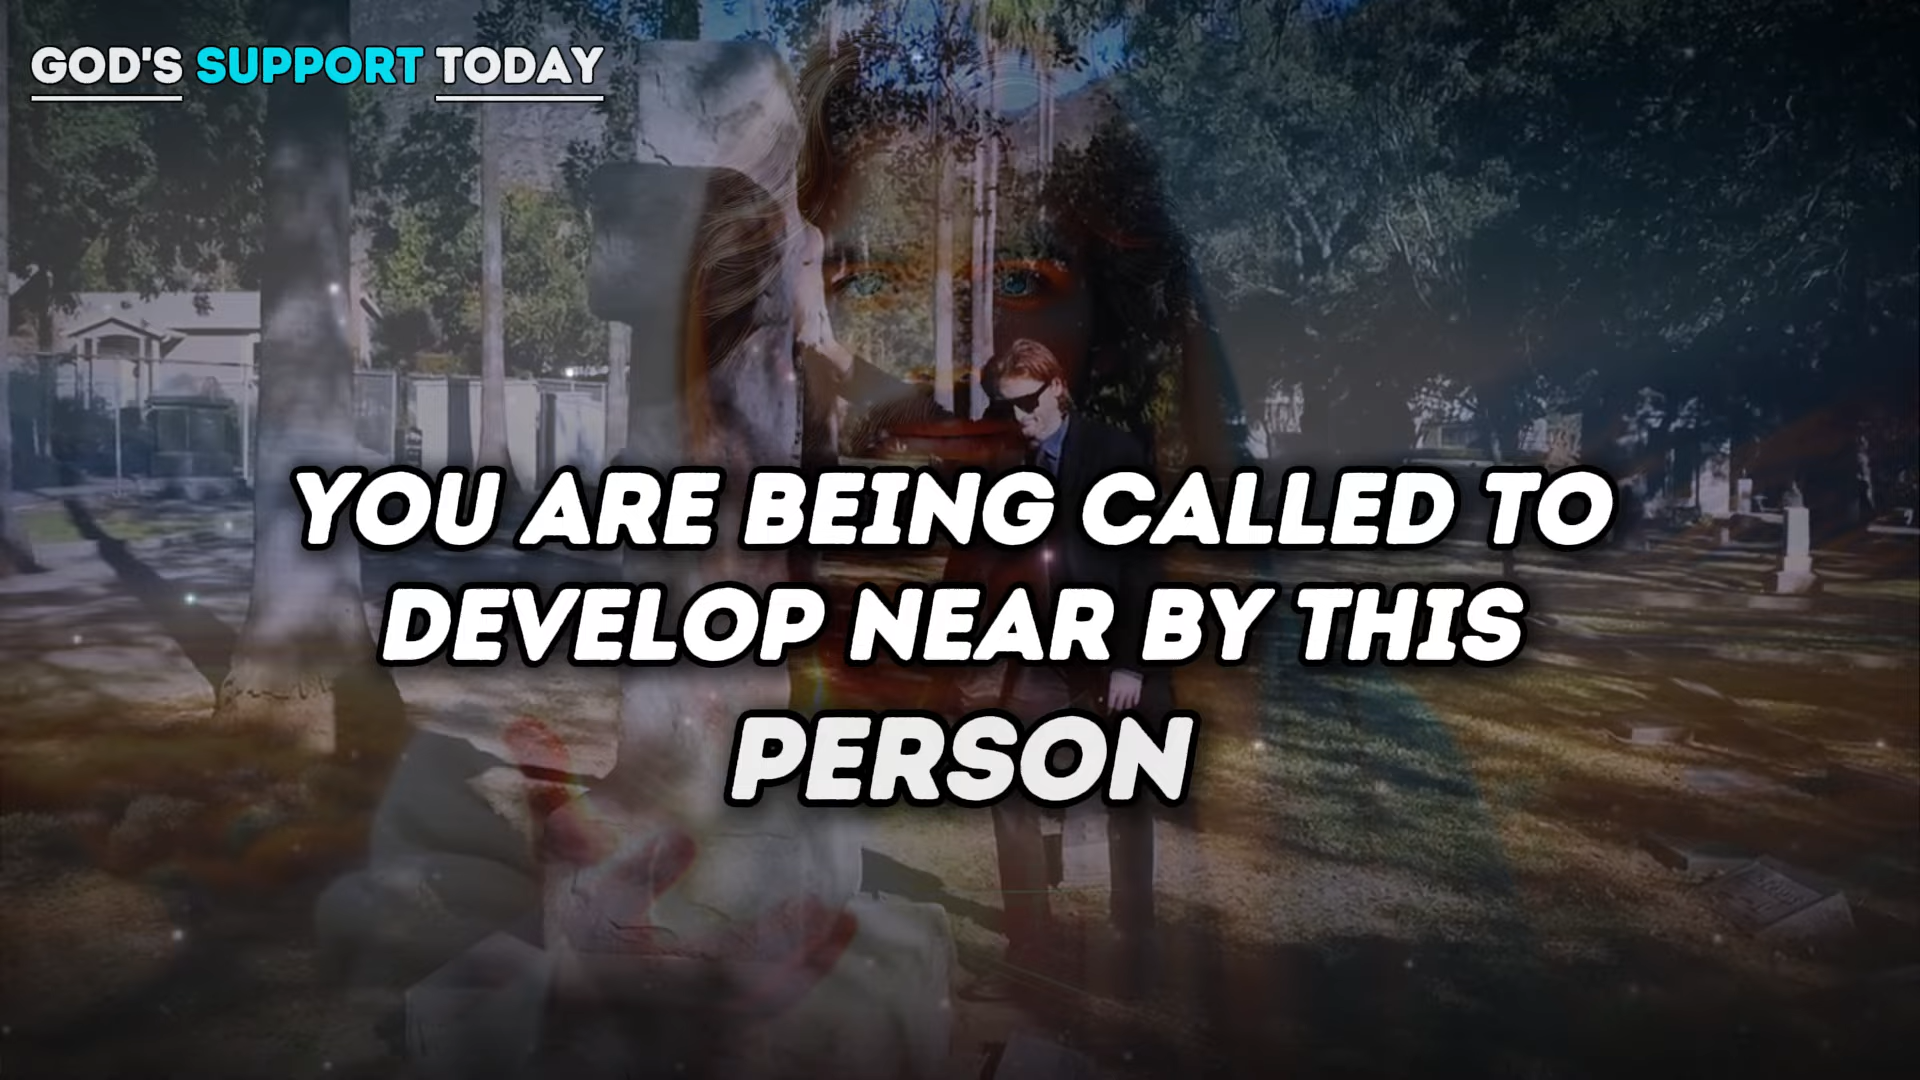 GOD'S SUPPORT TODAY
YOU ARE BEING CALLED TO
DEVELOP NEAR BY THIS
PERSON